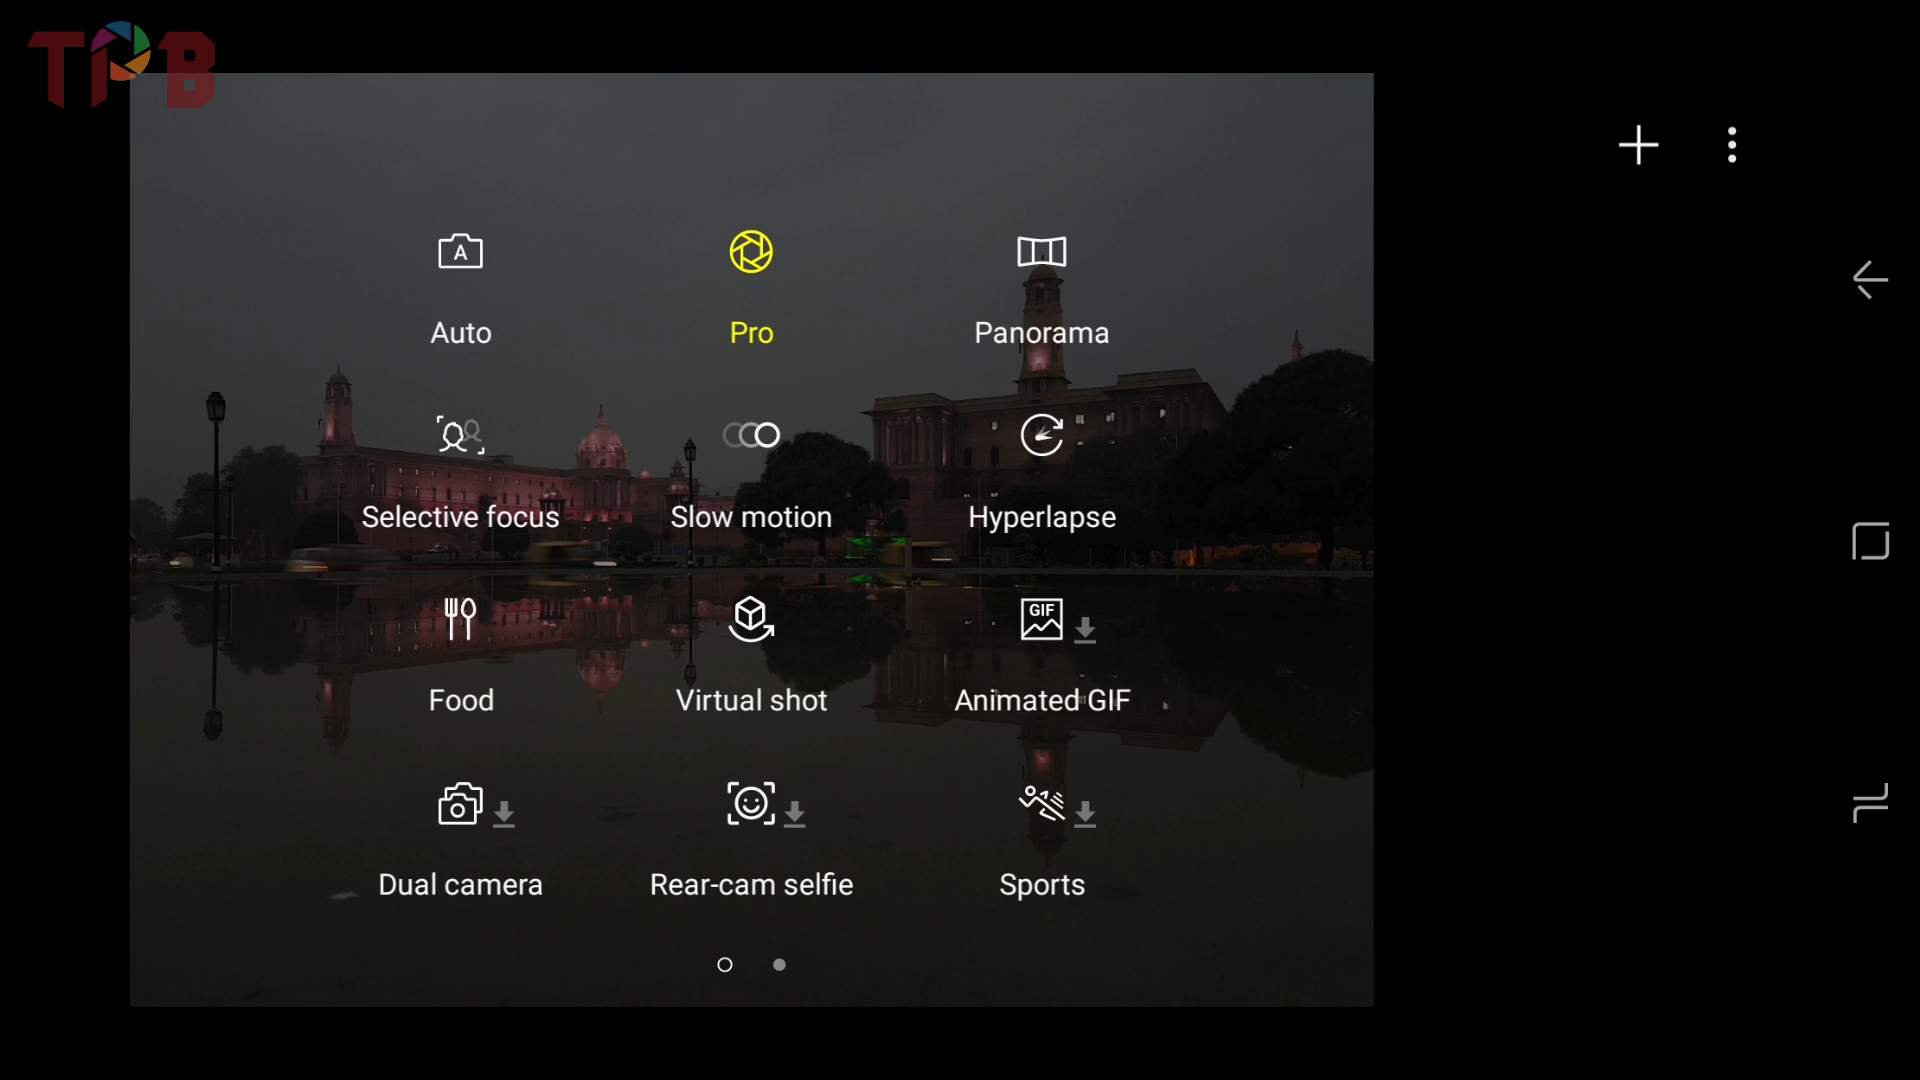 TPB
A
Auto
Pro
Panorama
Selective focus
Slow motion
Hyperlapse
GIF
Food
Virtual shot
Animated GIF
Dual camera
Rear-cam selfie
Sports